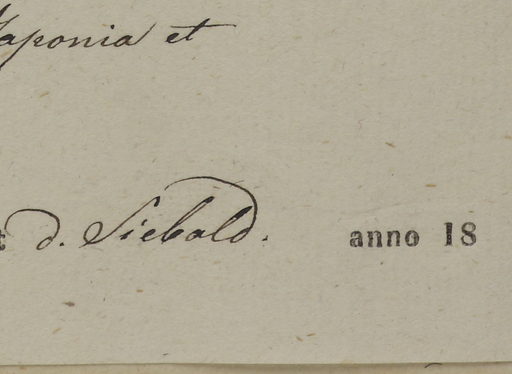 Japonia et
t d. Siebold. anno 18